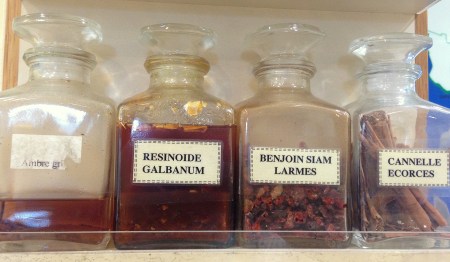 Ambre gris
RESINOIDE
GALBANUM
BENJOIN SIAM
LARMES
CANNELLE
ECORCES